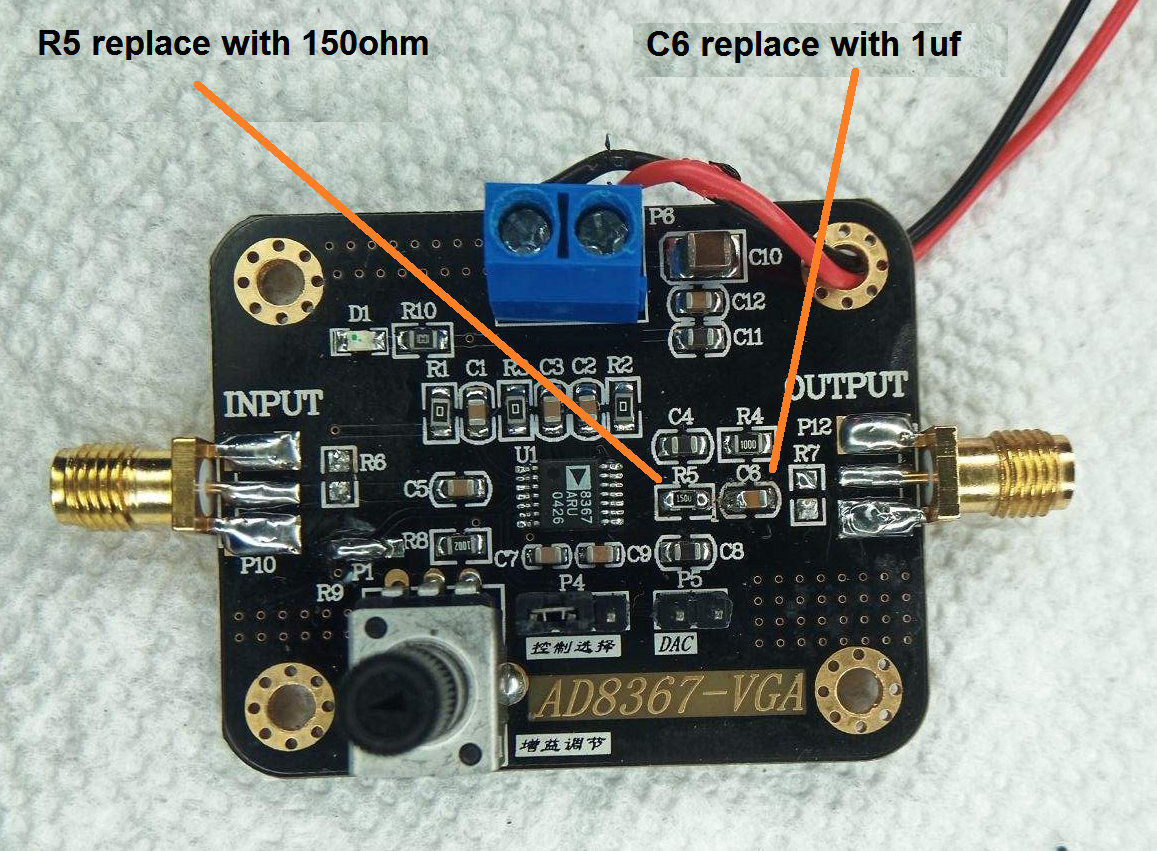 R5 replace with 150ohm
C6 replace with 1uf
P6
C10
C12
C11
D1 R10
R1 C1 R3 C3 C2 R2
INPUT
OUTPUT
P12
C4 R4
1000
R6
U1
R5 C6 R7
C5
150u
8367
ARU
0426
P10
R8
C7 C9 C8
P1
R9
P4 P5
控制选择
DAC
AD8367-VGA
增益调节